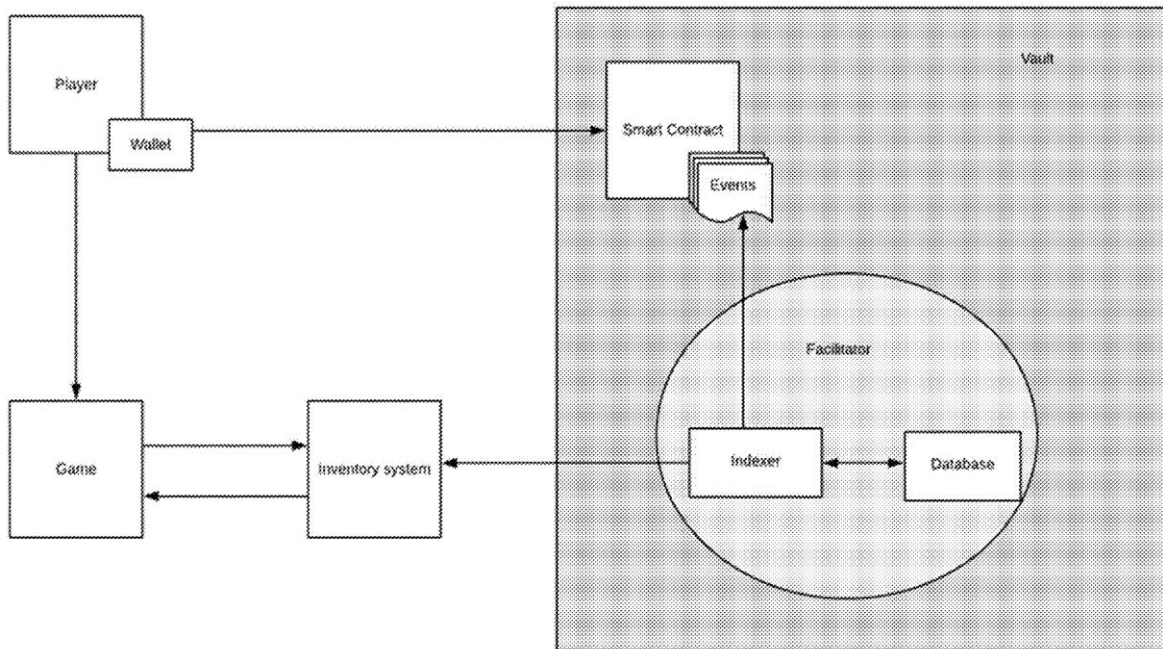 Player
Wallet
Vault
Smart Contract
Events
Facilitator
Game
Inventory system
Indexer
Database